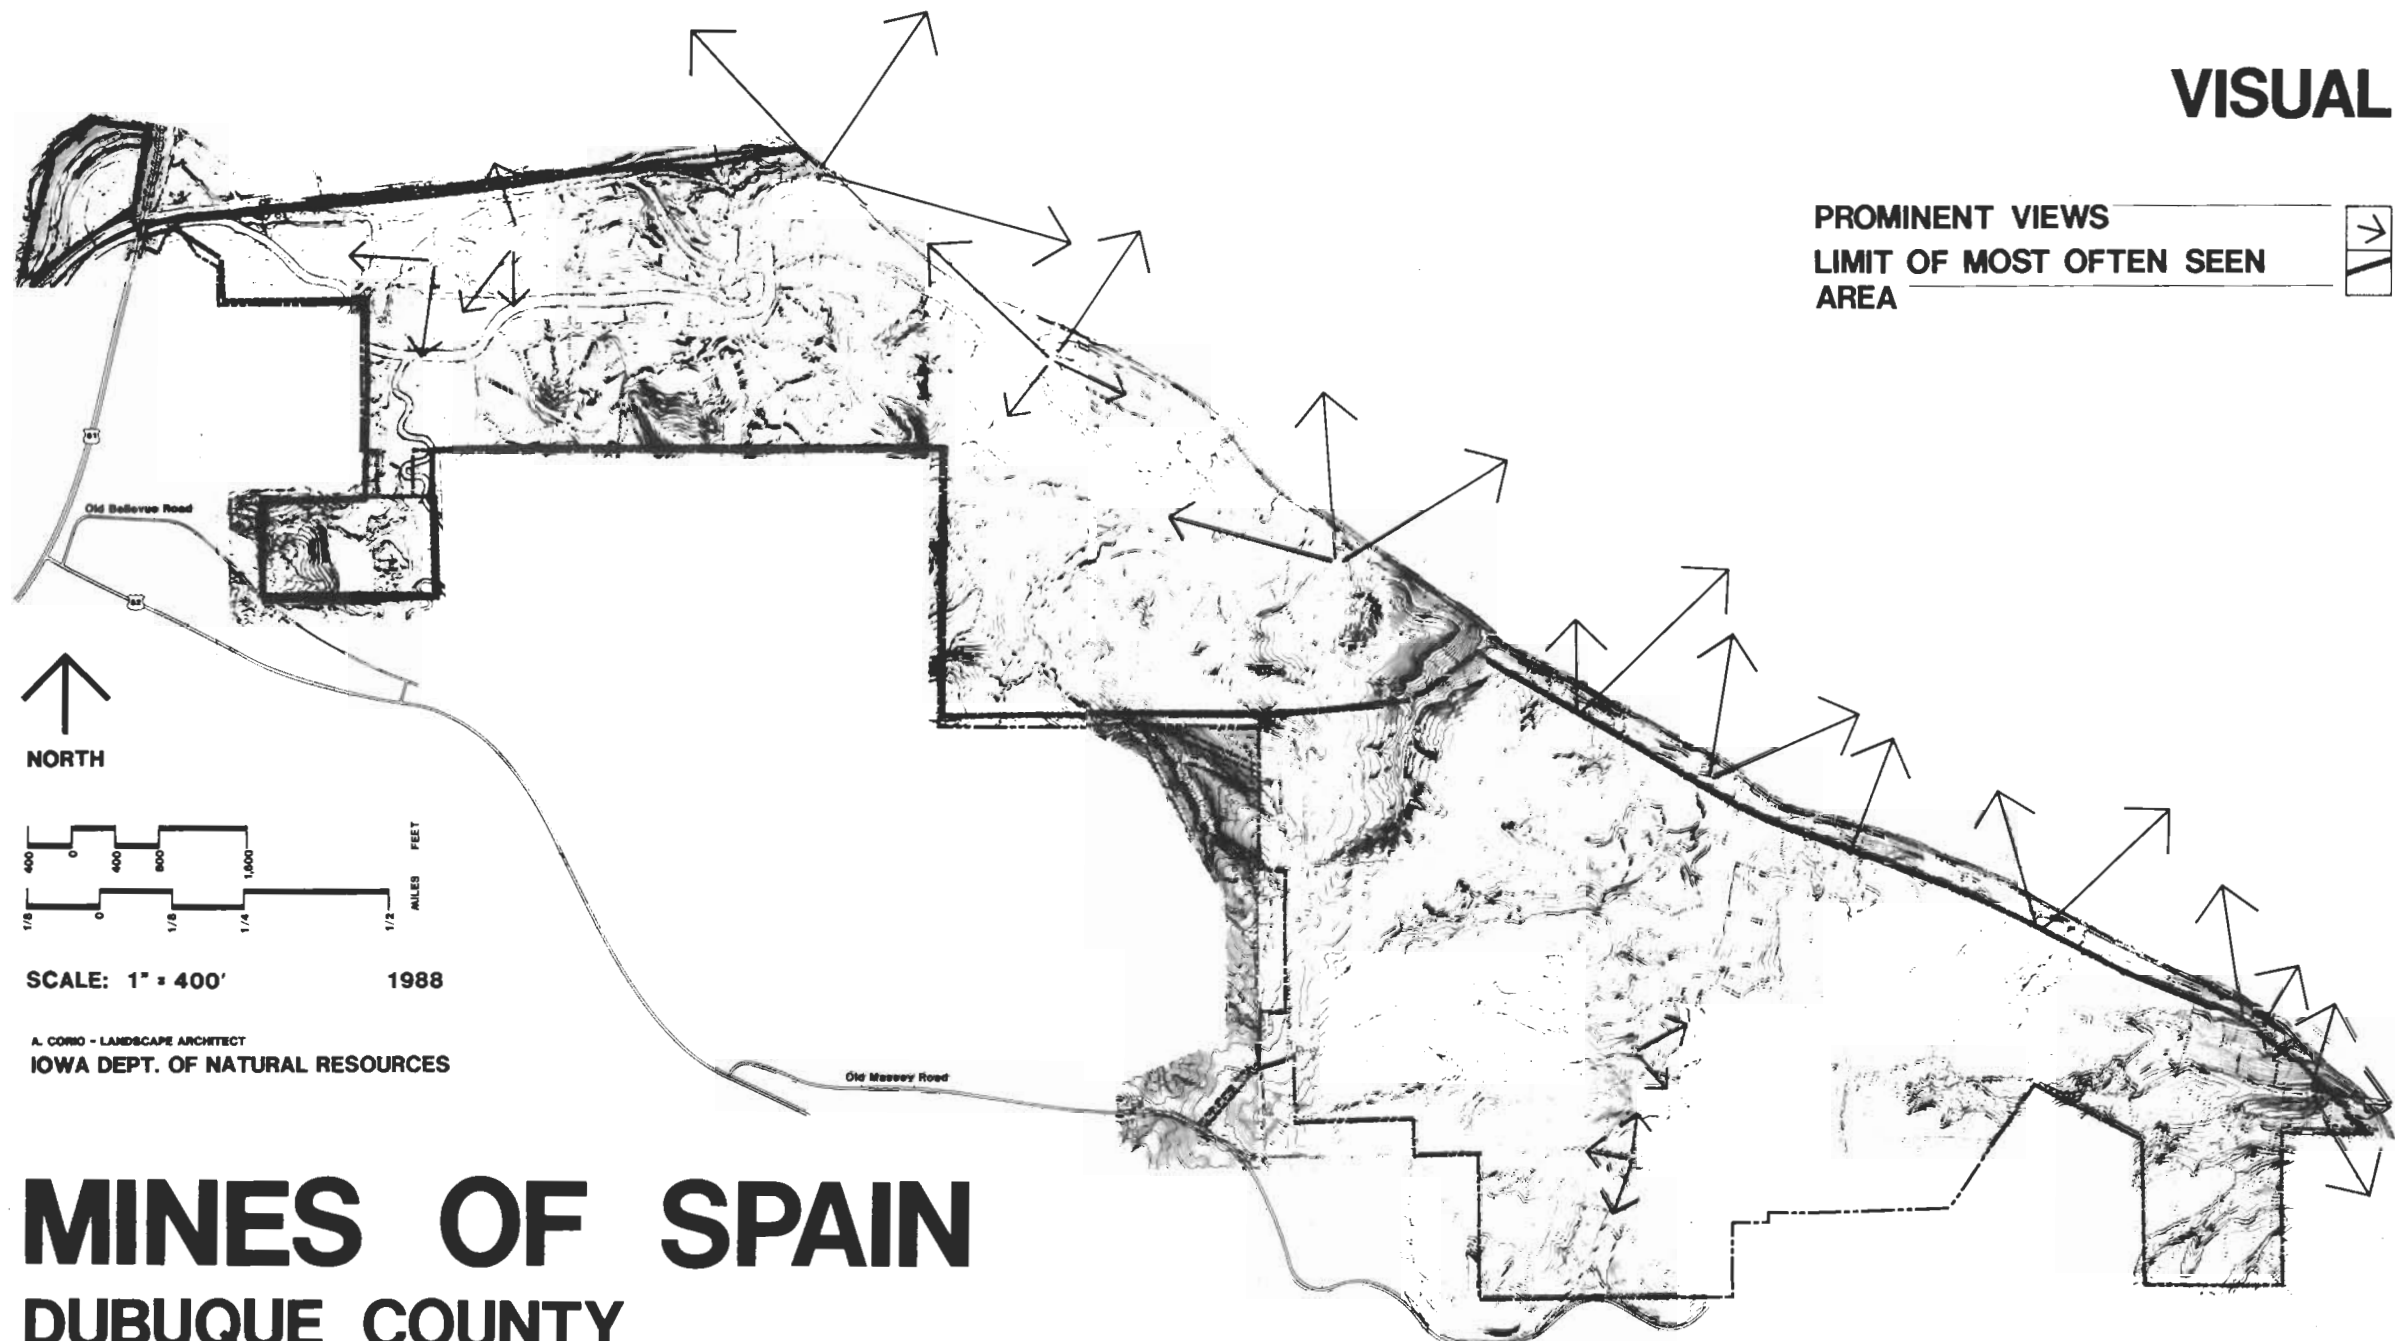 VISUAL
PROMINENT VIEWS
LIMIT OF MOST OFTEN SEEN
AREA
61
Old Bellevue Road
52
NORTH
400
0
400
800
1,600
FEET
1/8
0
1/8
1/4
1/2
MILES
SCALE: 1" = 400'
1988
A. CORIO - LANDSCAPE ARCHITECT
IOWA DEPT. OF NATURAL RESOURCES
Old Massey Road
MINES OF SPAIN
DUBUQUE COUNTY